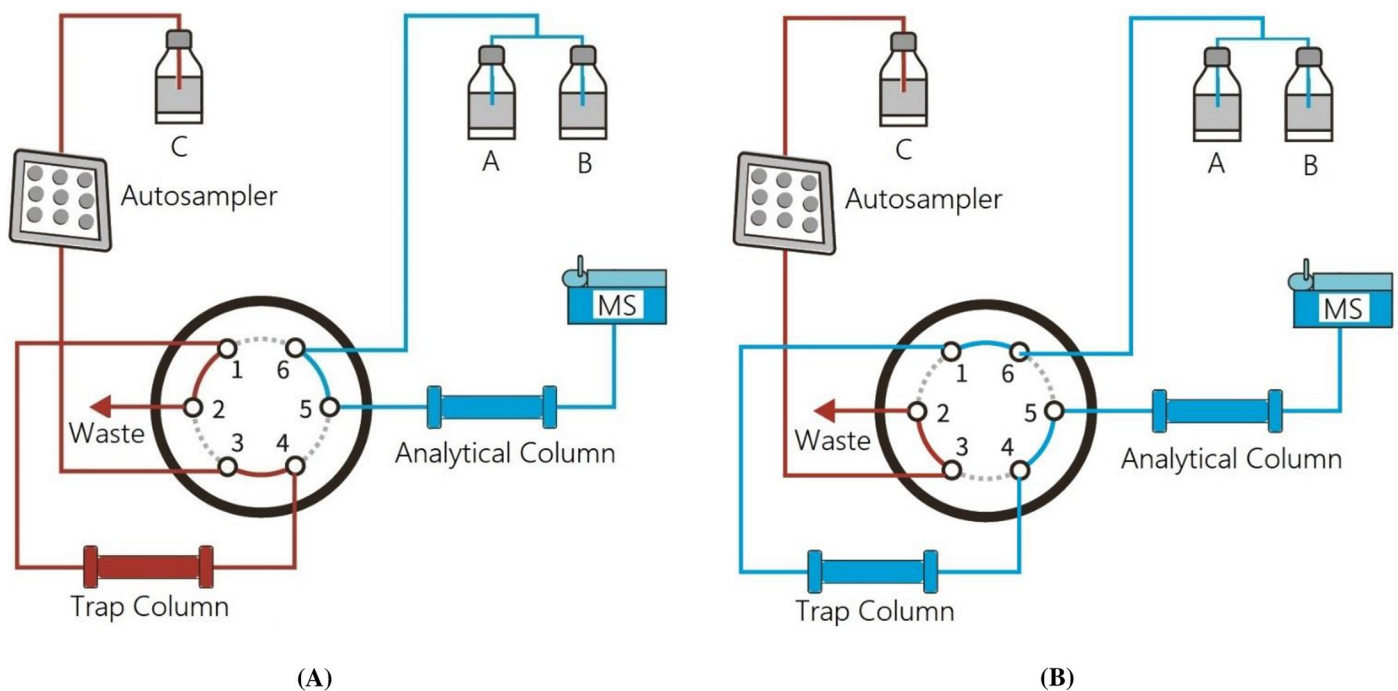 C
A
B
Autosampler
MS
1
6
2
5
3
4
Waste
Analytical Column
Trap Column
(A)
C
A
B
Autosampler
MS
1
6
2
5
3
4
Waste
Analytical Column
Trap Column
(B)